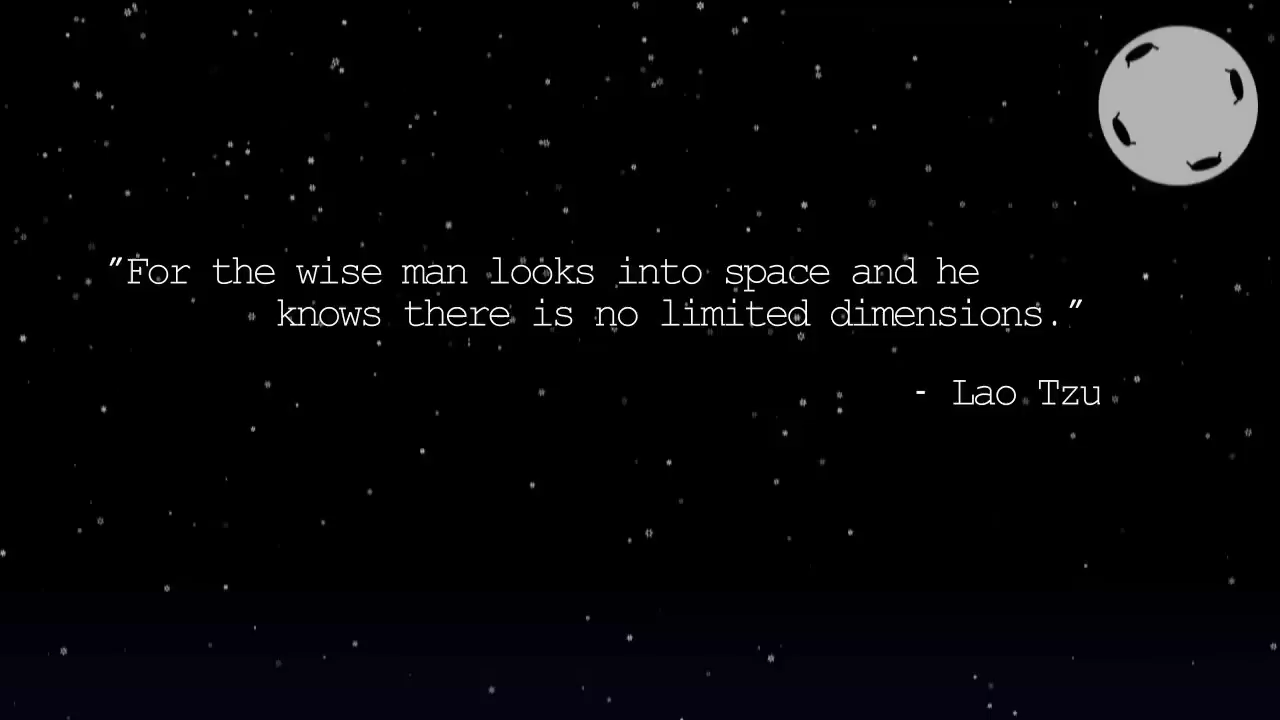 "For the wise man looks into space and he
knows there is no limited dimensions."
- Lao Tzu